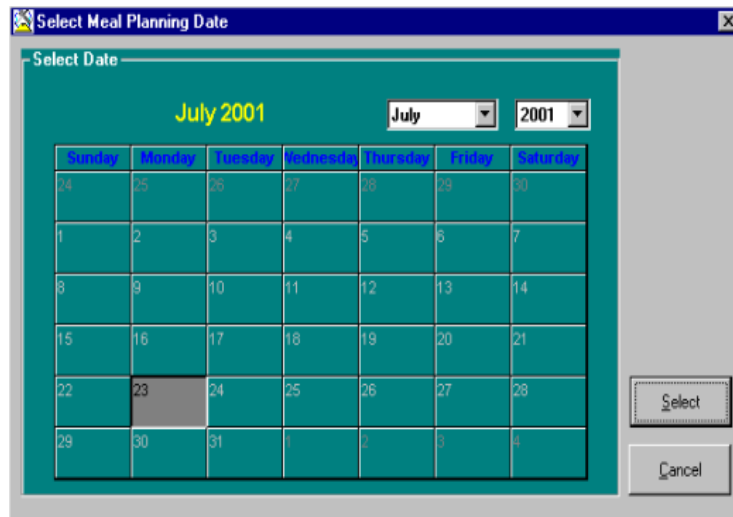 Select Meal Planning Date
Select Date
July 2001 July 2001
Sunday Monday Tuesday Wednesday Thursday Friday Saturday
24 25 26 27 28 29 30
1 2 3 4 5 6 7
8 9 10 11 12 13 14
15 16 17 18 19 20 21
22 23 24 25 26 27 28
Select
29 30 31 1 2 3 4
Cancel